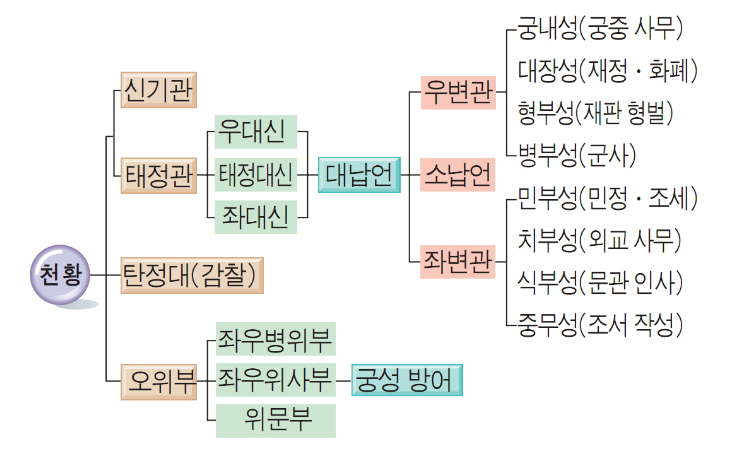 천황
신기관
태정관
탄정대(감찰)
오위부
우대신
태정대신
좌대신
대납언
우변관
소납언
좌변관
궁내성(궁중 사무)
대장성(재정·화폐)
형부성(재판 형벌)
병부성(군사)
민부성(민정·조세)
치부성(외교 사무)
식부성(문관 인사)
중무성(조서 작성)
좌우병위부
좌우위사부
위문부
궁성 방어